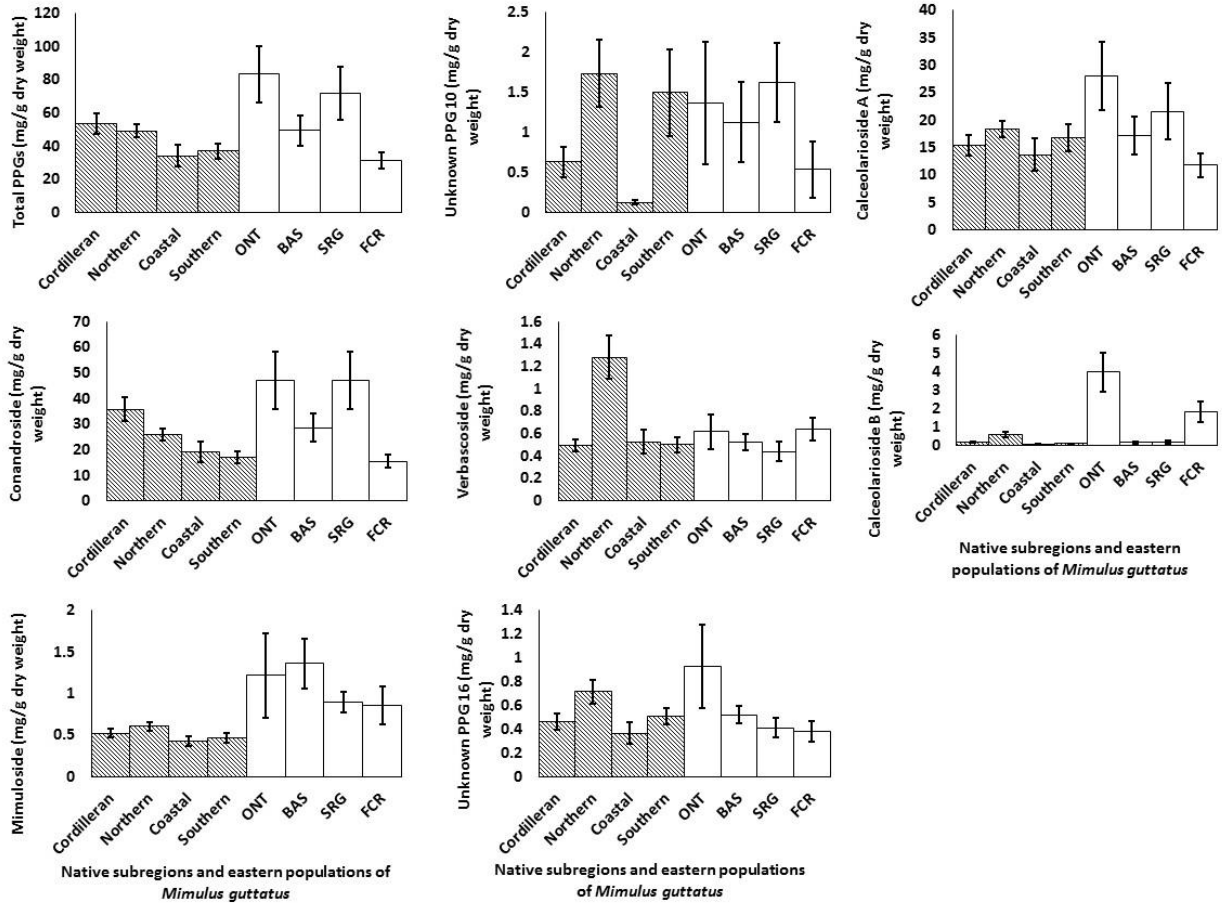 Total PPGs (mg/g dry weight)
120
100
80
60
40
20
0
Cordilleran
Northern
Coastal
Southern
ONT
BAS
SRG
FCR
Unknown PPG 10 (mg/g dry
weight)
2.5
2
1.5
1
0.5
0
Cordilleran
Northern
Coastal
Southern
ONT
BAS
SRG
FCR
Calceolarioside A (mg/g dry
weight)
40
35
30
25
20
15
10
5
0
Cordilleran
Northern
Coastal
Southern
ONT
BAS
SRG
FCR
Conandroside (mg/g dry
weight)
70
60
50
40
30
20
10
0
Cordilleran
Northern
Coastal
Southern
ONT
BAS
SRG
FCR
Verbascoside (mg/g dry
weight)
1.6
1.4
1.2
1
0.8
0.6
0.4
0.2
0
Cordilleran
Northern
Coastal
Southern
ONT
BAS
SRG
FCR
Calceolarioside B (mg/g dry
weight)
6
5
4
3
2
1
0
Cordilleran
Northern
Coastal
Southern
ONT
BAS
SRG
FCR
Native subregions and eastern
populations of Mimulus guttatus
Mimuloside (mg/g dry weight)
2
1.5
1
0.5
0
Cordilleran
Northern
Coastal
Southern
ONT
BAS
SRG
FCR
Native subregions and eastern populations of
Mimulus guttatus
Unknown PPG 16 (mg/g dry
weight)
1.4
1.2
1
0.8
0.6
0.4
0.2
0
Cordilleran
Northern
Coastal
Southern
ONT
BAS
SRG
FCR
Native subregions and eastern populations
of Mimulus guttatus